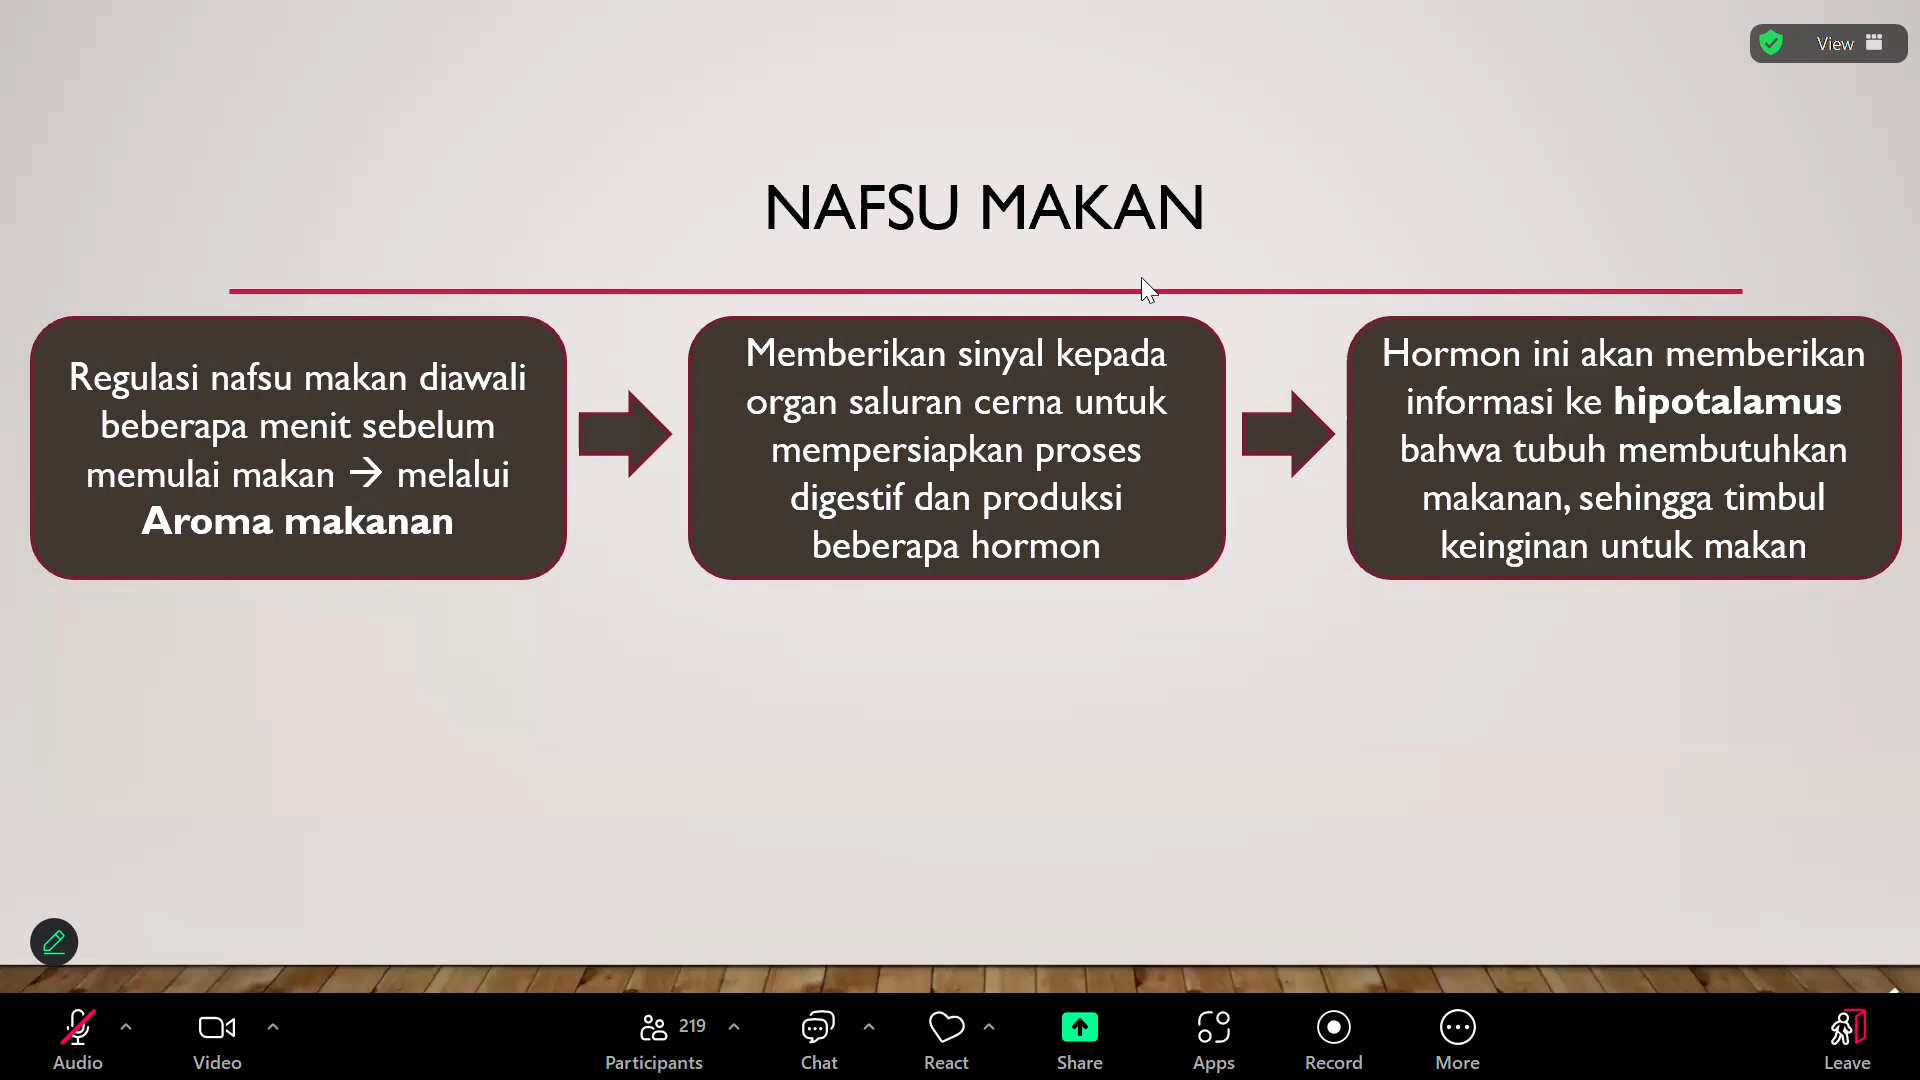 View
NAFSU MAKAN
Regulasi nafsu makan diawali
beberapa menit sebelum
memulai makan → melalui
Aroma makanan
Memberikan sinyal kepada
organ saluran cerna untuk
mempersiapkan proses
digestif dan produksi
beberapa hormon
Hormon ini akan memberikan
informasi ke hipotalamus
bahwa tubuh membutuhkan
makanan, sehingga timbul
keinginan untuk makan
Audio
Video
219
Participants
Chat
React
Share
Apps
Record
More
Leave